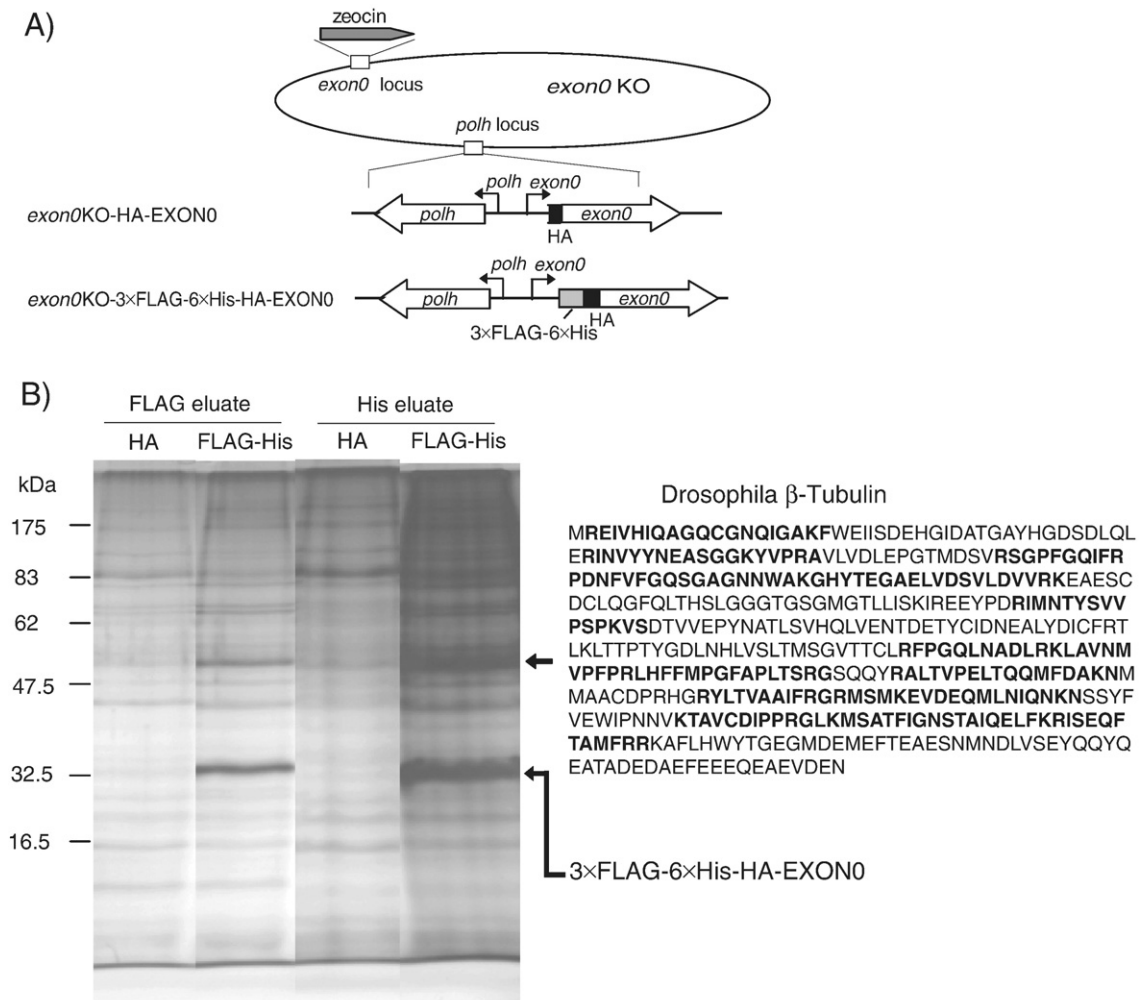 A)
zeocin
exon0 locus
exon0 KO
polh locus
polh exon0
exon0KO-HA-EXON0
polh
exon0
HA
polh exon0
exon0KO-3×FLAG-6×His-HA-EXON0
polh
exon0
HA
3×FLAG-6×His
B)
FLAG eluate
His eluate
HA
FLAG-His
HA
FLAG-His
kDa
175
83
62
47.5
32.5
16.5
Drosophila β-Tubulin
MREIVHIQAGQCGNQIGAKFWEIISDEHGIDATGAYHGDSDLQL
ERINVYYNEASGGKYVPRAVLVDLEPGTMDSVRSGPFGQIFR
PDNFVFGQSGAGNNWAKGHYTEGAELVDSVLDVVRKEAESC
DCLQGFQLTHSLGGGTGSGMGTLLISKIREEYPDRIMNTYSVV
PSPKVSDTVVEPYNATLSVHQLVENTDETYCIDNEALYDICFRT
LKLTTPTYGDLNHLVSLTMSGVTTCLRFPGQLNADLRKLAVNM
VPFPRLHFFMPGFAPLTSRGSQQYRALTVPELTQQMFDAKNM
MAACDPRHGRYLTVAAIFRGRMSMKEVDEQMLNIQNKNSSYF
VEWIPNNVKTAVCDIPPRGLKMSATFIGNSTAIQELFKRISEQF
TAMFRRKAFLHWYTGEGMDEMEFTEAESNMNDLVSEYQQYQ
EATADEDAEFEEEQEAEVDEN
3×FLAG-6×His-HA-EXON0